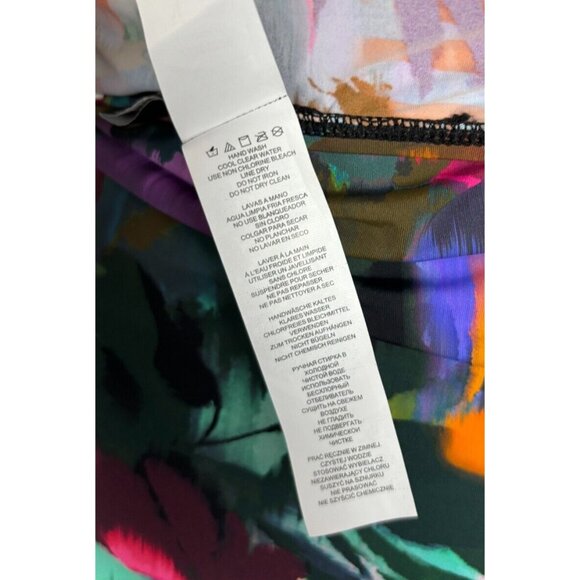 HAND WASH
COOL CLEAR WATER
USE NON CHLORINE BLEACH
LINE DRY
DO NOT IRON
DO NOT DRY CLEAN
LAVAS A MANO
AGUA LIMPIA FRIA FRESCA
NO USE BLANQUEADOR
SIN CLORO
COLGAR PARA SECAR
NO PLANCHAR
NO LAVAR EN SECO
LAVER À LA MAIN
À L'EAU FROIDE ET LIMPIDE
UTILISER UN JAVELLISANT
SANS CHLORE
SUSPENDRE POUR SÉCHER
NE PAS REPASSER
NE PAS NETTOYER A SEC
HANDWÄSCHE KALTES
KLARES WASSER
CHLORFREIES BLEICHMITTEL
VERWENDEN
ZUM TROCKEN AUFHÄNGEN
NICHT BÜGELN
NICHT CHEMISCH REINIGEN
РУЧНАЯ СТИРКА В
ХОЛОДНОЙ
ЧИСТОЙ ВОДЕ
ИСПОЛЬЗОВАТЬ
БЕСХЛОРНЫЙ
ОТБЕЛИВАТЕЛЬ
СУШИТЬ НА СВЕЖЕМ
ВОЗДУХЕ
НЕ ГЛАДИТЬ
НЕ ПОДВЕРГАТЬ
ХИМИЧЕСКОЙ
ЧИСТКЕ
PRAĆ RĘCZNIE W ZIMNEJ,
CZYSTEJ WODZIE
STOSOWAĆ WYBIELACZ
NIEZAWIERAJĄCY CHLORU
SUSZYĆ NA SZNURKU
NIE PRASOWAĆ
NIE CZYŚCIĆ CHEMICZNIE